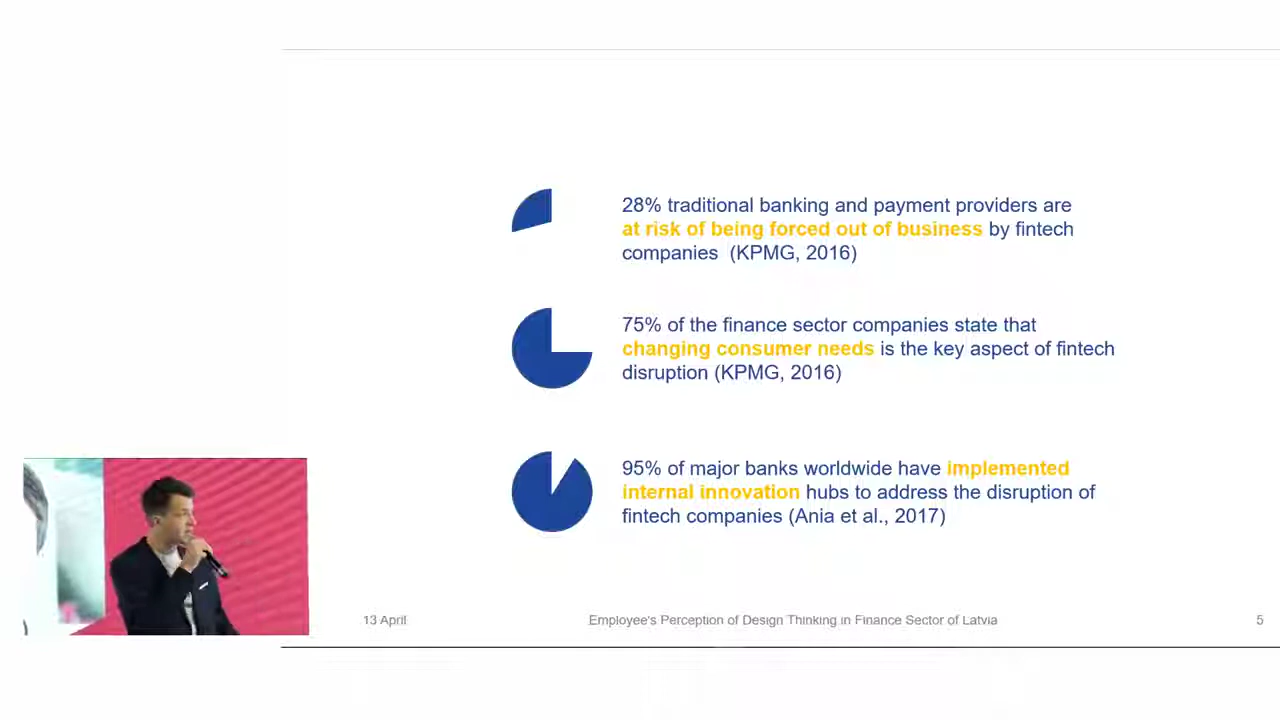 28% traditional banking and payment providers are
at risk of being forced out of business by fintech
companies  (KPMG, 2016)
75% of the finance sector companies state that
changing consumer needs is the key aspect of fintech
disruption (KPMG, 2016)
95% of major banks worldwide have implemented
internal innovation hubs to address the disruption of
fintech companies (Ania et al., 2017)
13 April
Employee's Perception of Design Thinking in Finance Sector of Latvia
5